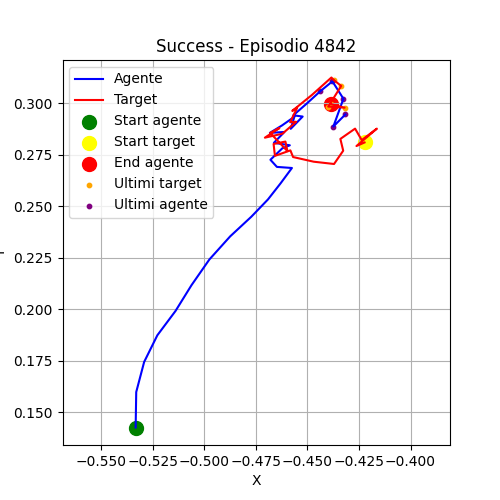 Success - Episodio 4842
Agente
Target
Start agente
Start target
End agente
Ultimi target
Ultimi agente
0.300
0.275
0.250
0.225
0.200
0.175
0.150
−0.550 −0.525 −0.500 −0.475 −0.450 −0.425 −0.400
X